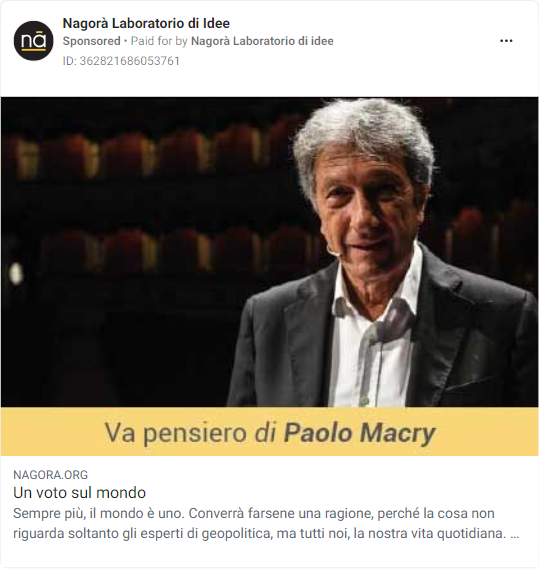 Nagorà Laboratorio di Idee
Sponsored • Paid for by Nagorà Laboratorio di idee
ID: 362821686053761
nā
Va pensiero di Paolo Macry
NAGORA.ORG
Un voto sul mondo
Sempre più, il mondo è uno. Converrà farsene una ragione, perché la cosa non
riguarda soltanto gli esperti di geopolitica, ma tutti noi, la nostra vita quotidiana. ...